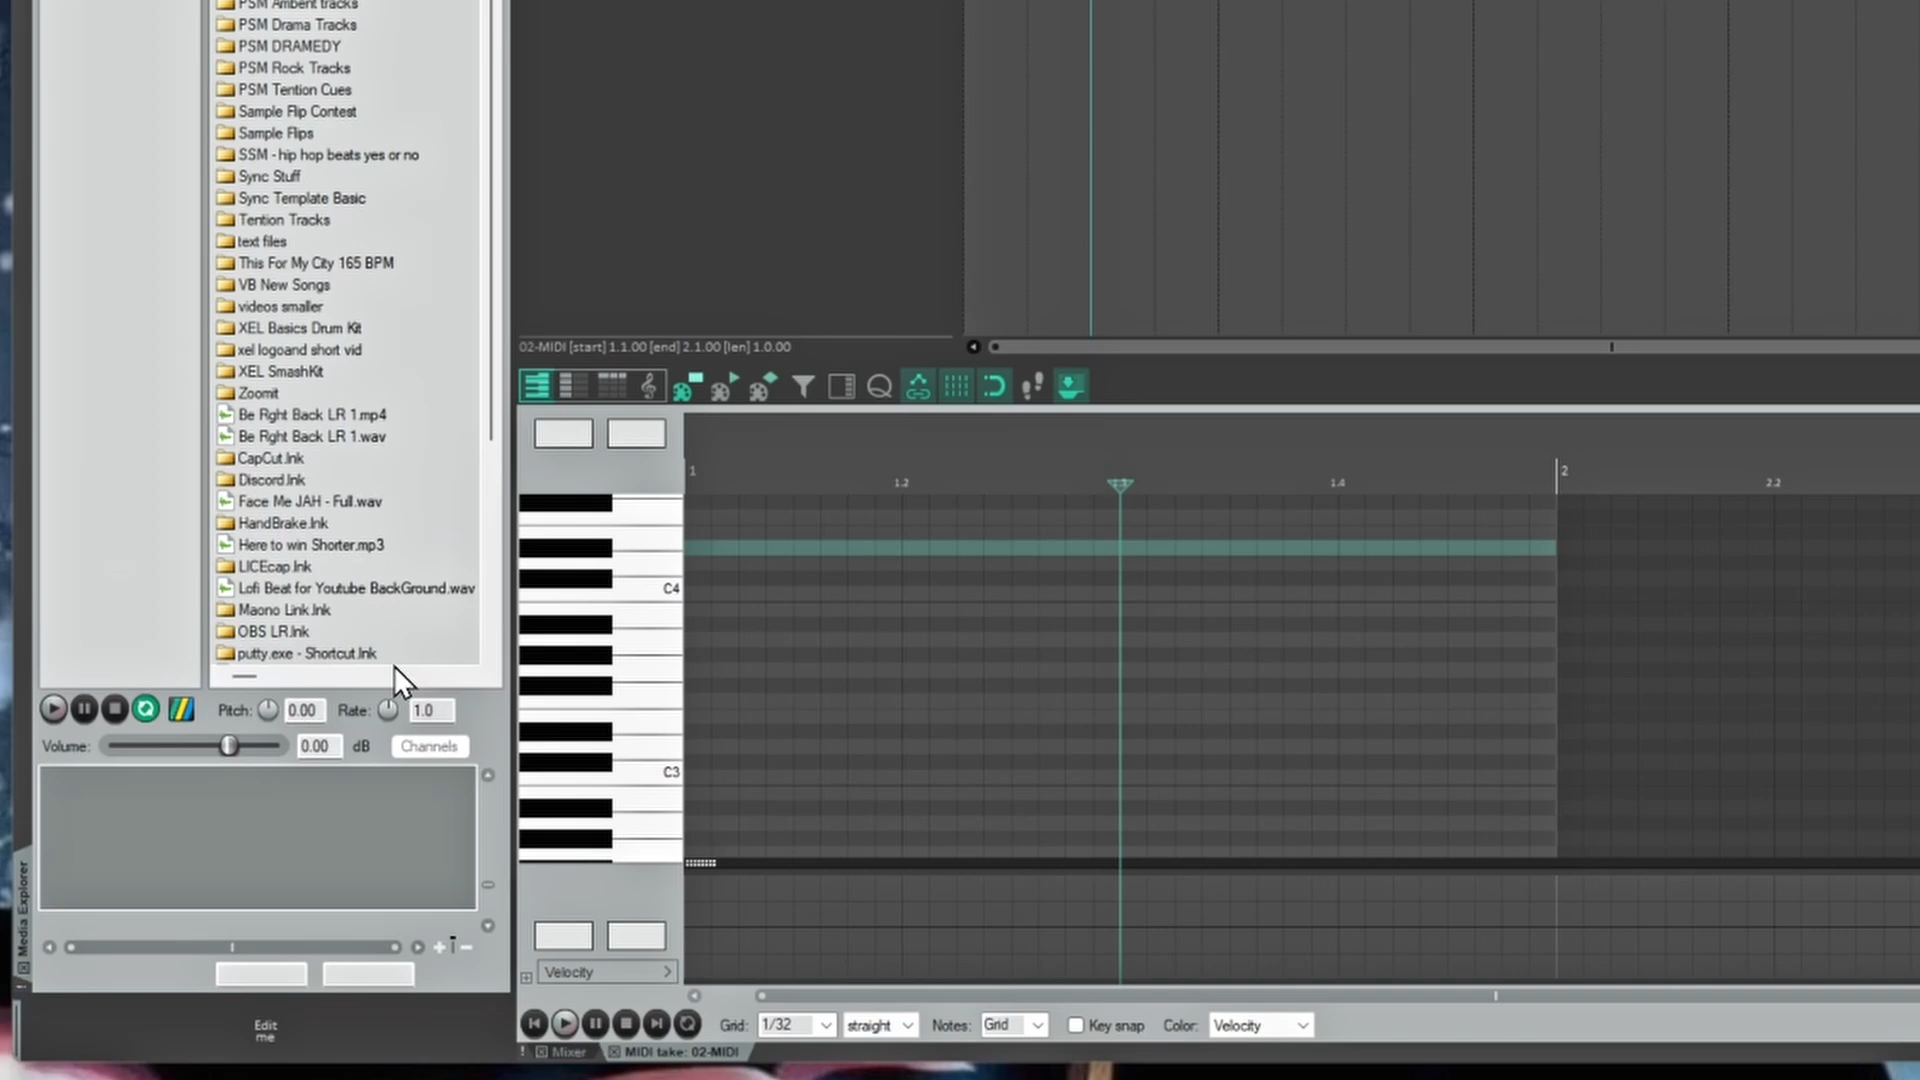 PSM Ambent tracks
PSM Drama Tracks
PSM DRAMEDY
PSM Rock Tracks
PSM Tention Cues
Sample Flip Contest
Sample Flips
SSM - hip hop beats yes or no
Sync Stuff
Sync Template Basic
Tention Tracks
text files
This For My City 165 BPM
VB New Songs
videos smaller
XEL Basics Drum Kit
xel logoand short vid
XEL SmashKit
Zoomit
Be Rght Back LR 1.mp4
Be Rght Back LR 1.wav
CapCut.lnk
Discord.lnk
Face Me JAH - Full.wav
HandBrake.lnk
Here to win Shorter.mp3
LICEcap.lnk
Lofi Beat for Youtube BackGround.wav
Maono Link.lnk
OBS LR.lnk
putty.exe - Shortcut.lnk
Pitch: 0.00 Rate: 1.0
Volume: 0.00 dB Channels
Media Explorer
Edit
me
02-MIDI [start] 1.1.00 [end] 2.1.00 [len] 1.0.00
1 2
1.2 1.4 2.2
C4
C3
Velocity
Grid: 1/32 straight Notes: Grid Key snap Color: Velocity
Mixer MIDI take: 02-MIDI